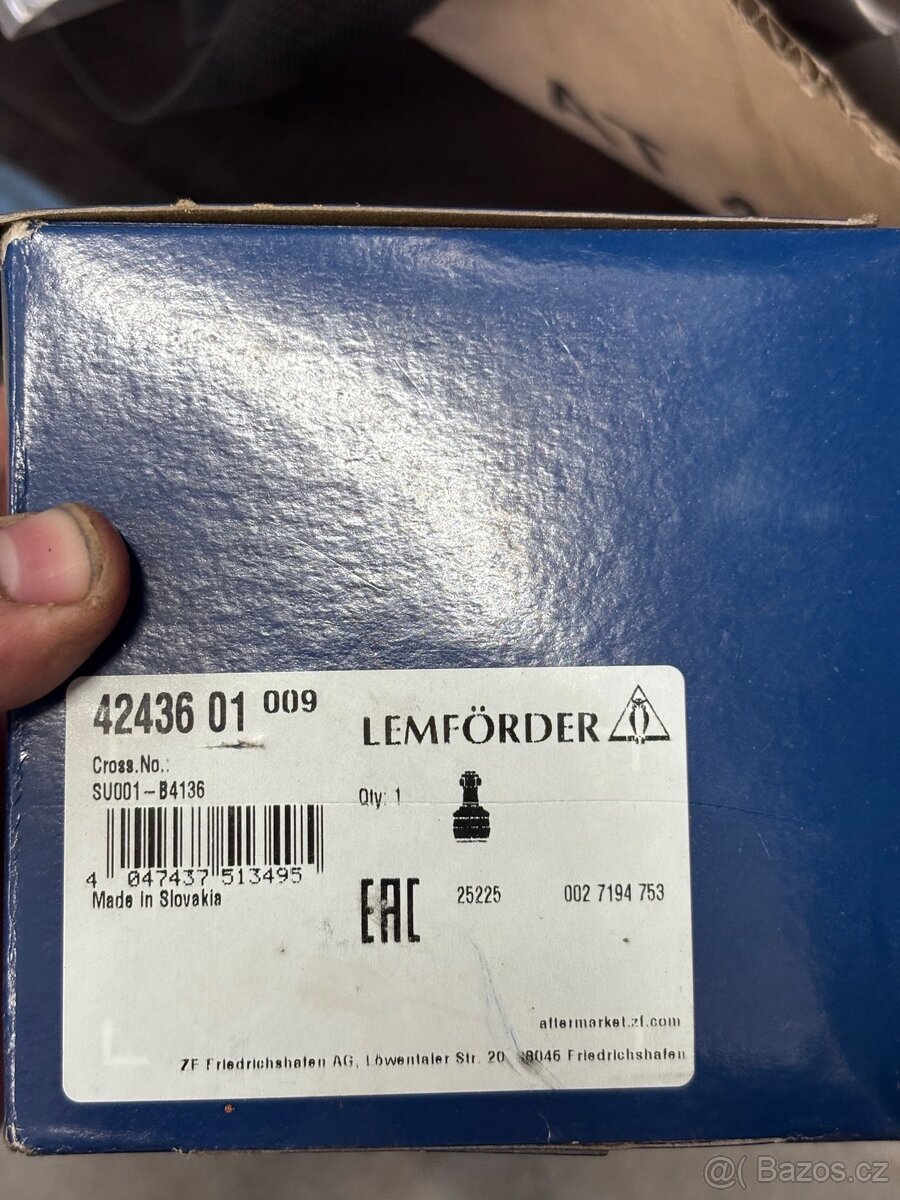 42436 01 009
LEMFÖRDER
Cross.No.:
SU001-B4136
Qty: 1
4 047437 513495
Made in Slovakia
EAC
25225
002 7194 753
aftermarket.zf.com
ZF Friedrichshafen AG, Löwentaler Str. 20 Friedrichshafen
@( Bazos.cz